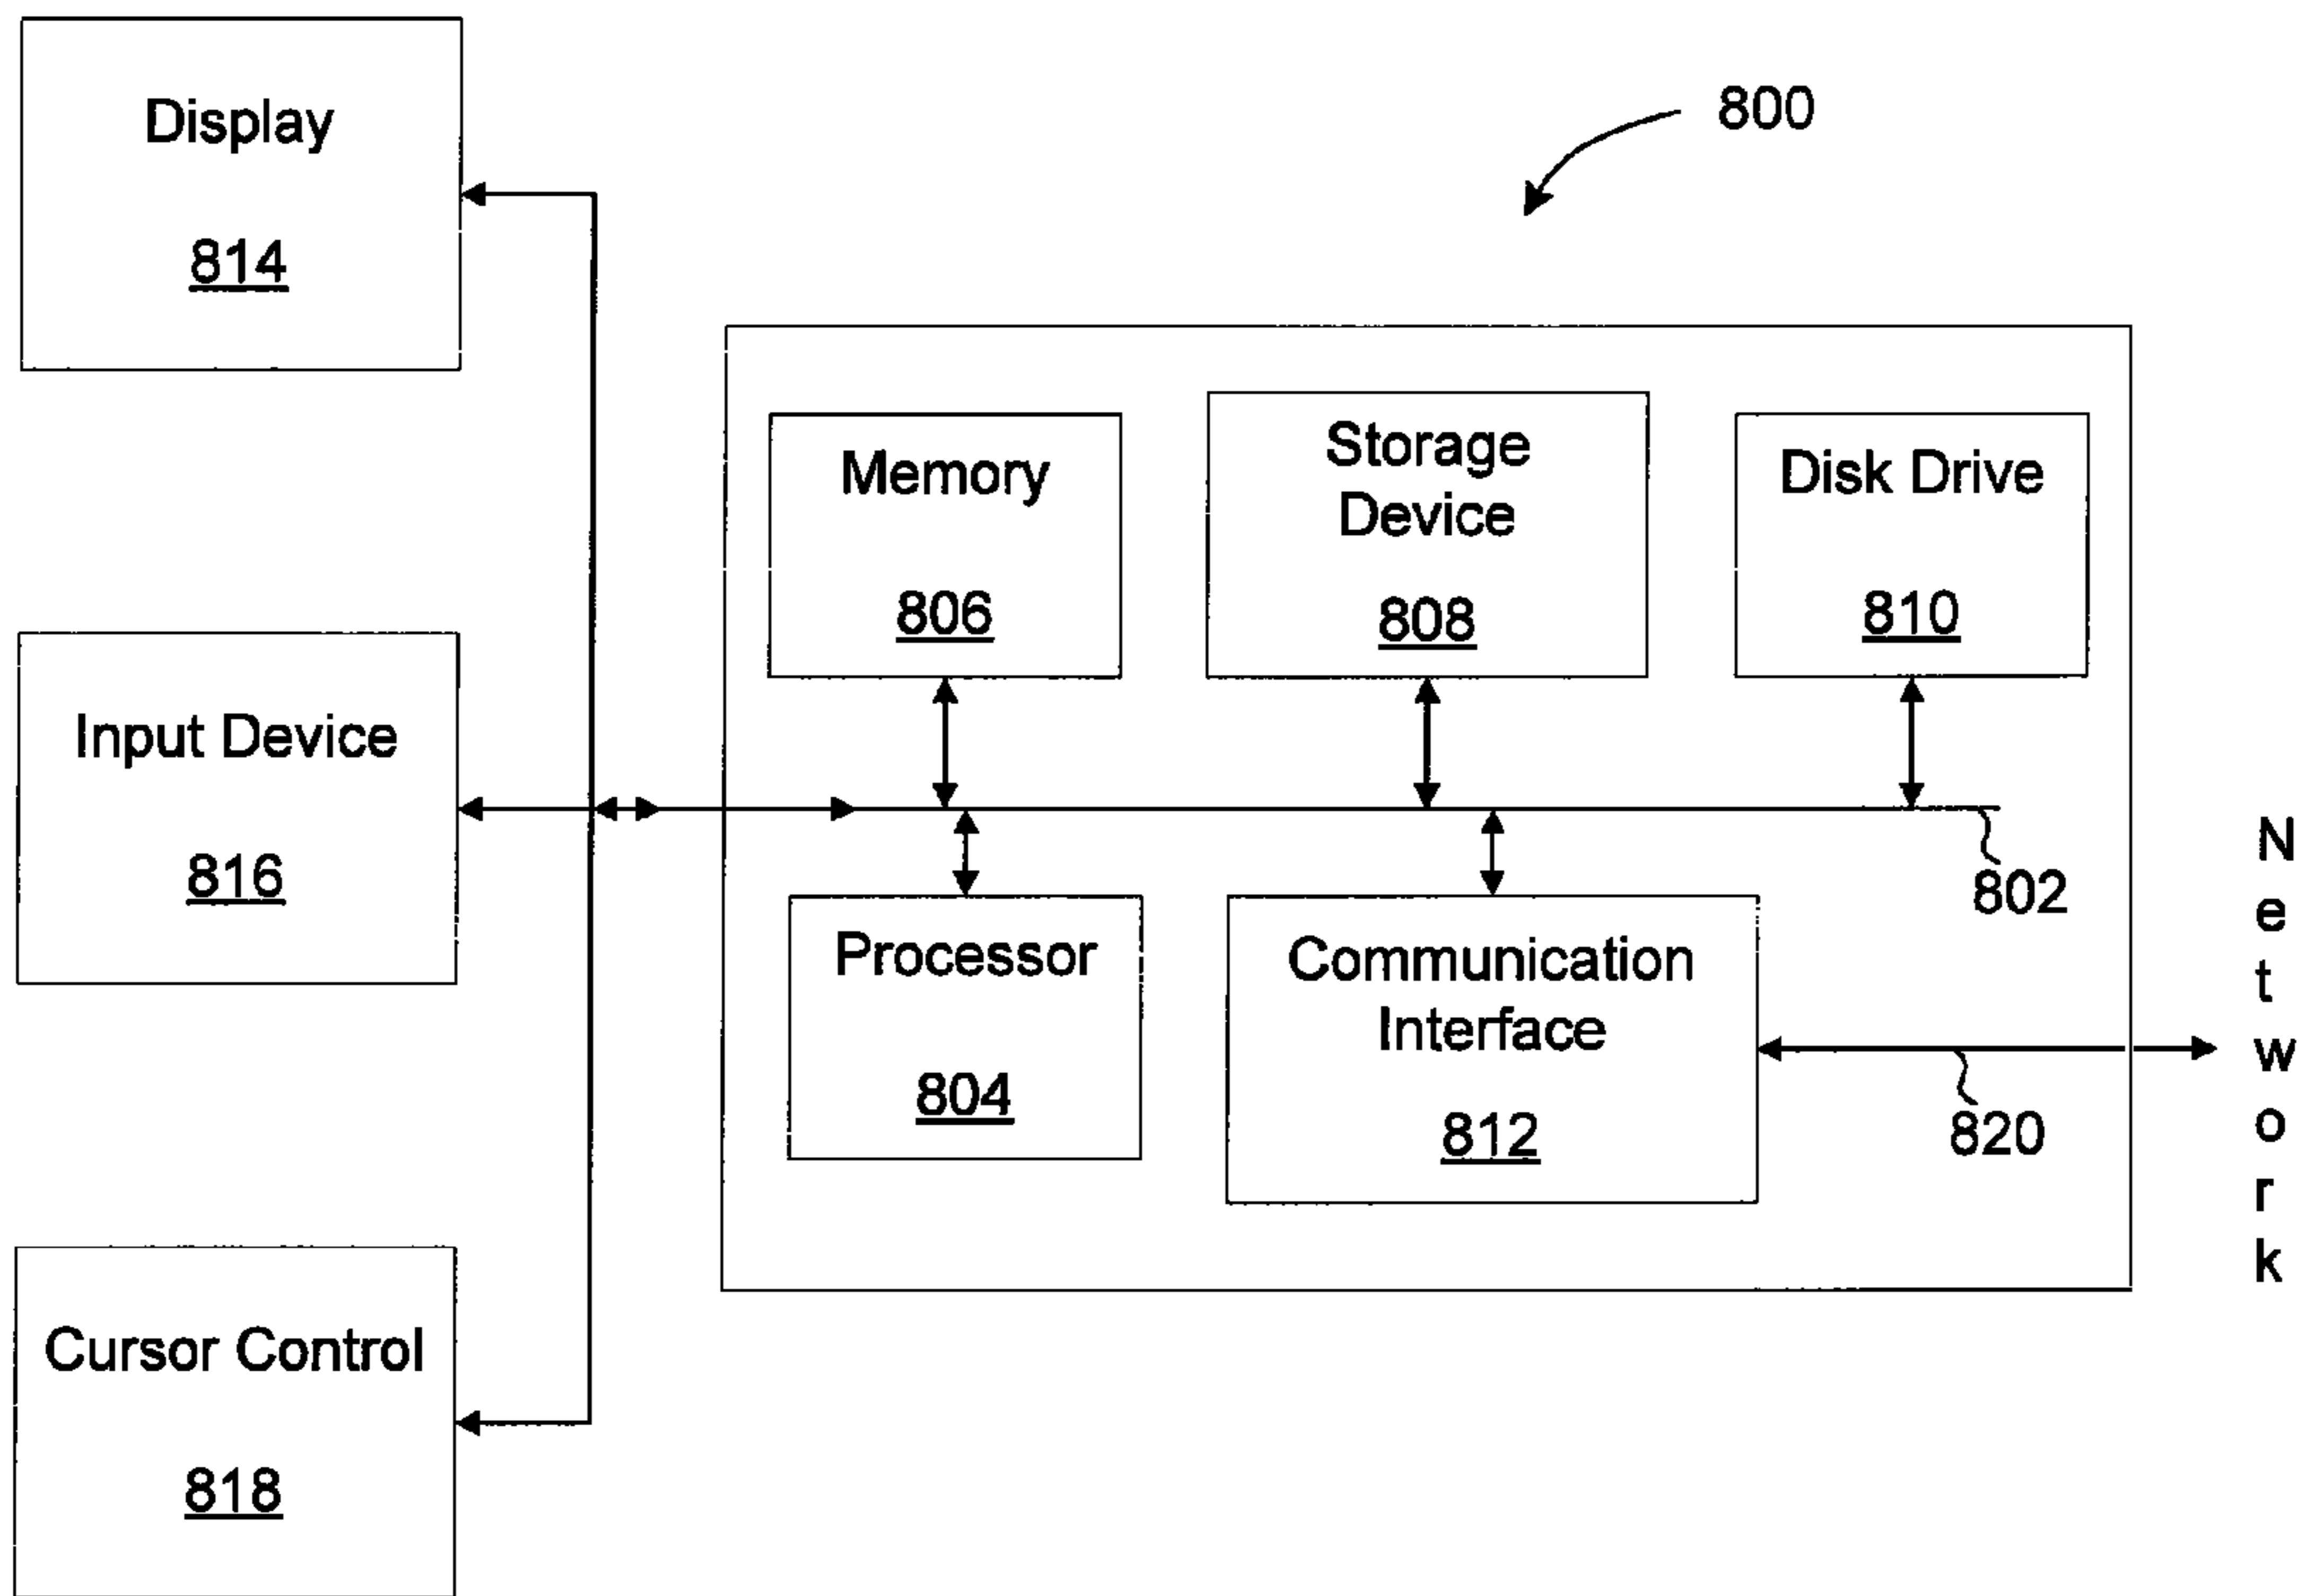 Display
814
800
Memory
806
Storage
Device
808
Disk Drive
810
Input Device
816
802
Processor
804
Communication
Interface
812
820
Network
Cursor Control
818